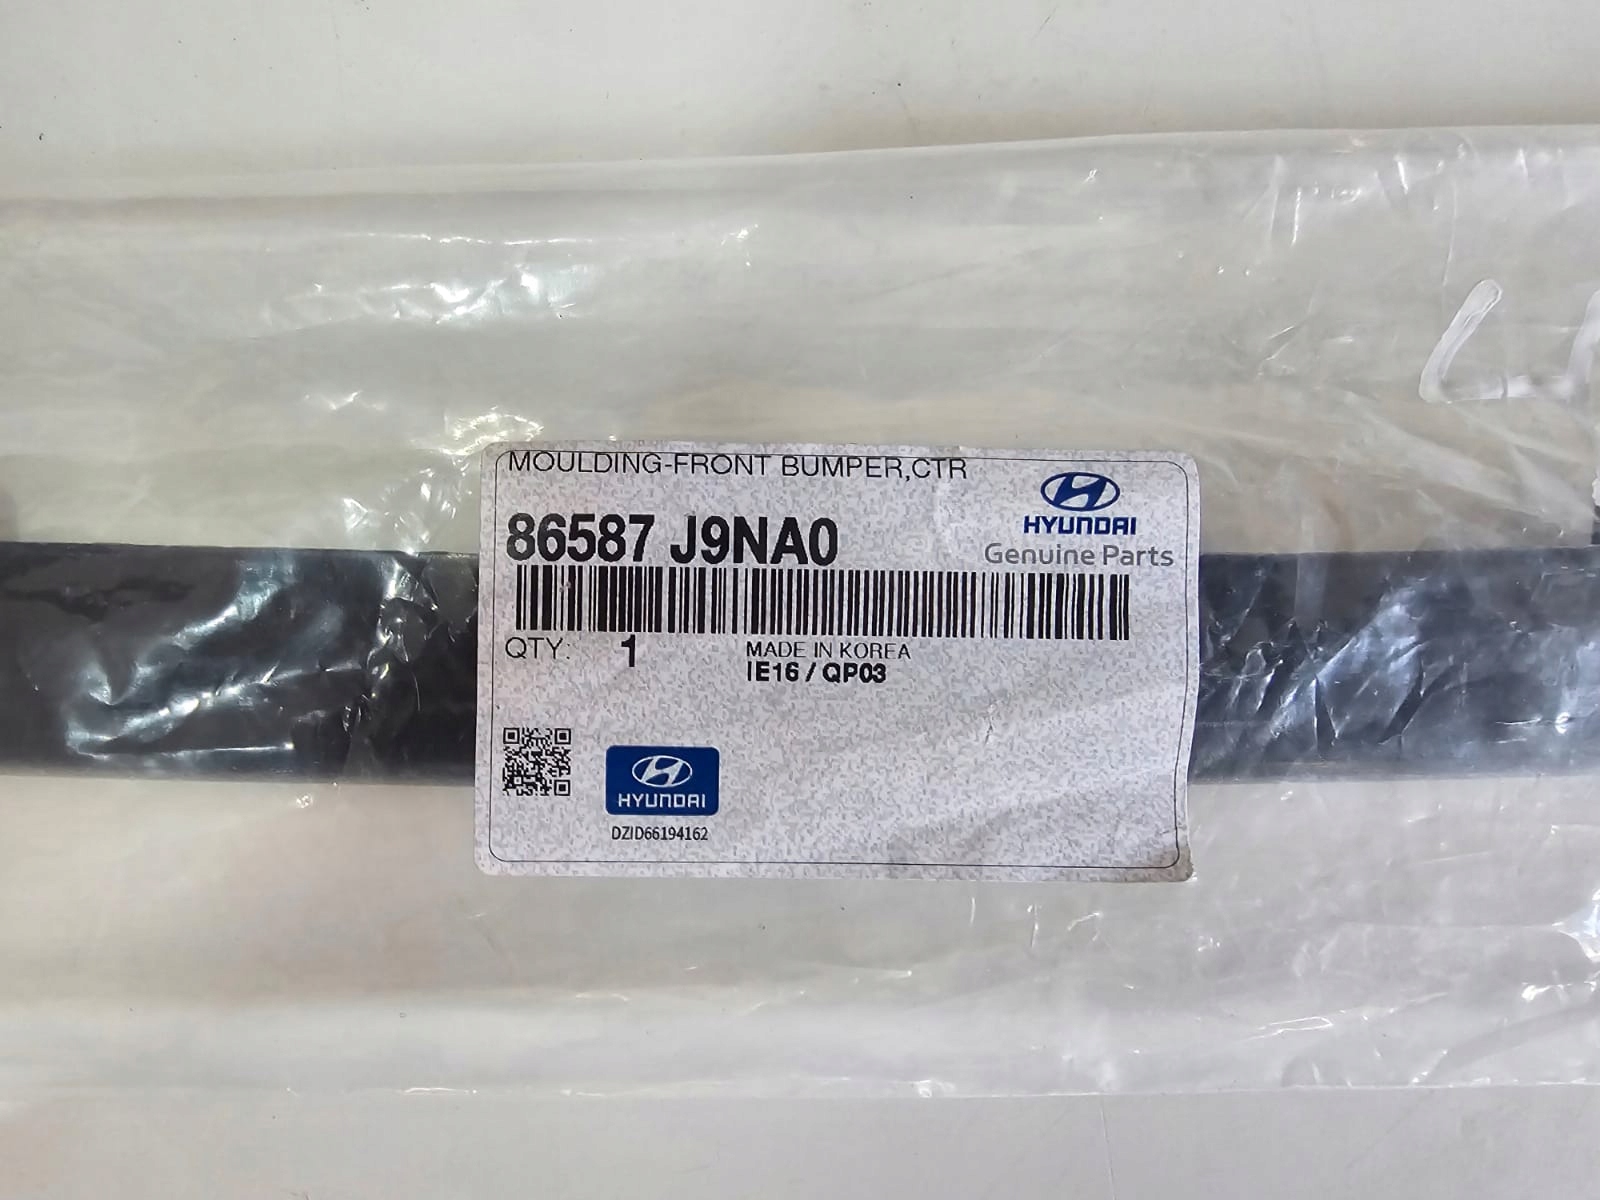 MOULDING-FRONT BUMPER,CTR
HYUNDAI
Genuine Parts
86587 J9NA0
QTY: 1
MADE IN KOREA
IE16 / QP03
HYUNDAI
DZID66194162